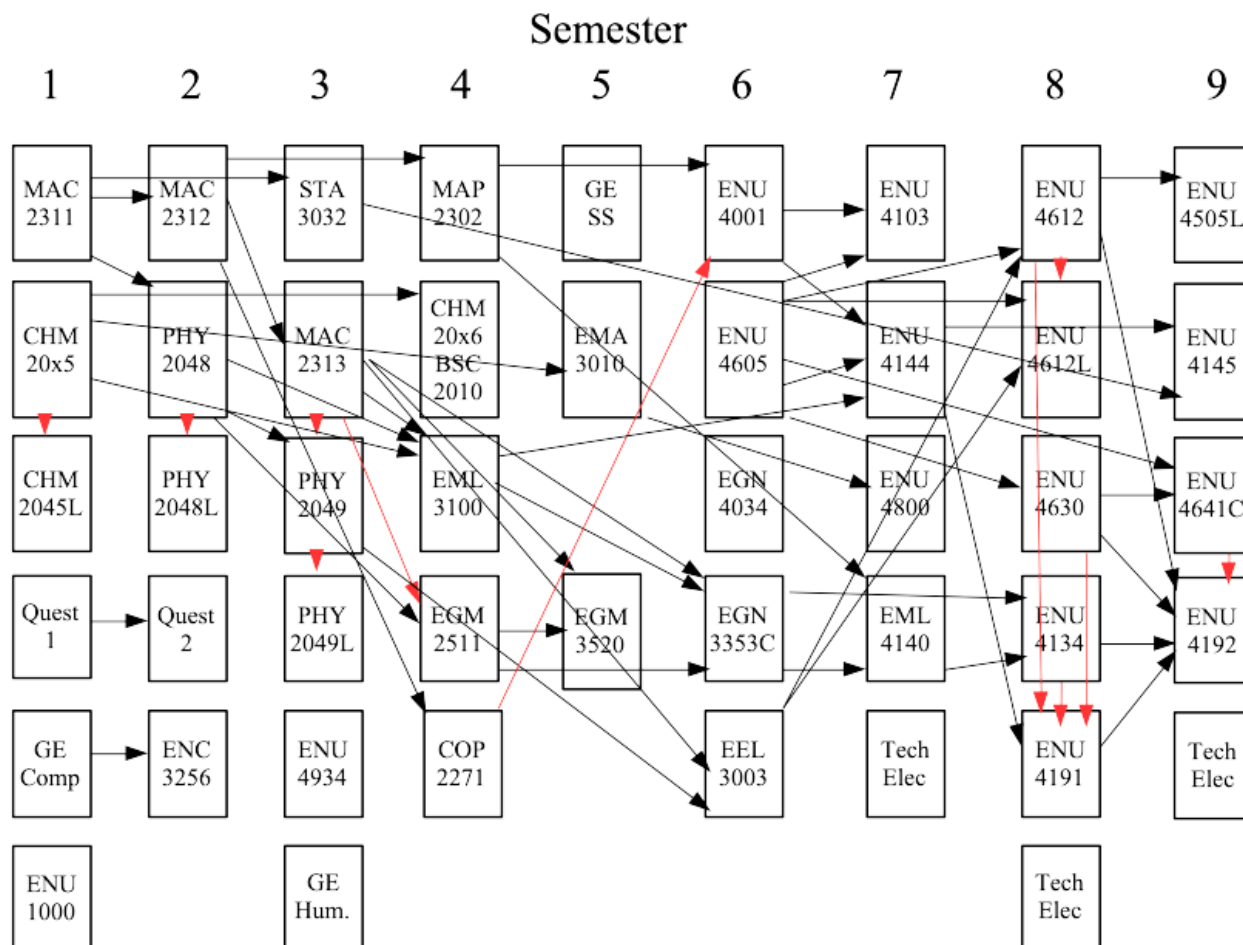 Semester
1 2 3 4 5 6 7 8 9
MAC
2311
MAC
2312
STA
3032
MAP
2302
GE
SS
ENU
4001
ENU
4103
ENU
4612
ENU
4505L
CHM
20x5
PHY
2048
MAC
2313
CHM
20x6
BSC
2010
EMA
3010
ENU
4605
ENU
4144
ENU
4612L
ENU
4145
CHM
2045L
PHY
2048L
PHY
2049
EML
3100
EGN
4034
ENU
4800
ENU
4630
ENU
4641C
Quest
1
Quest
2
PHY
2049L
EGM
2511
EGM
3520
EGN
3353C
EML
4140
ENU
4134
ENU
4192
GE
Comp
ENC
3256
ENU
4934
COP
2271
EEL
3003
Tech
Elec
ENU
4191
Tech
Elec
ENU
1000
GE
Hum.
Tech
Elec